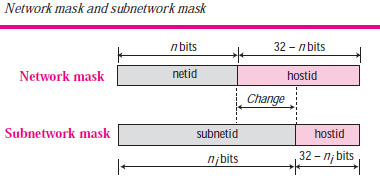 Network mask and subnetwork mask
n bits 32 – n bits
Network mask netid hostid
Change
Subnetwork mask subnetid hostid
nj bits 32 – nj bits